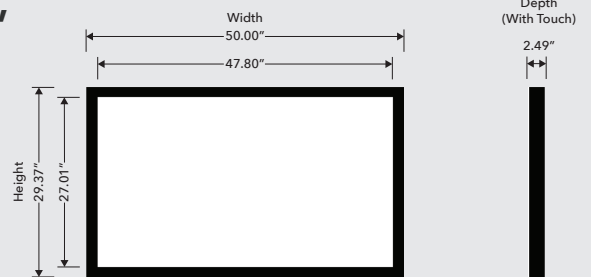 Width
50.00”
47.80”
Depth
(With Touch)
2.49”
Height
29.37”
27.01”